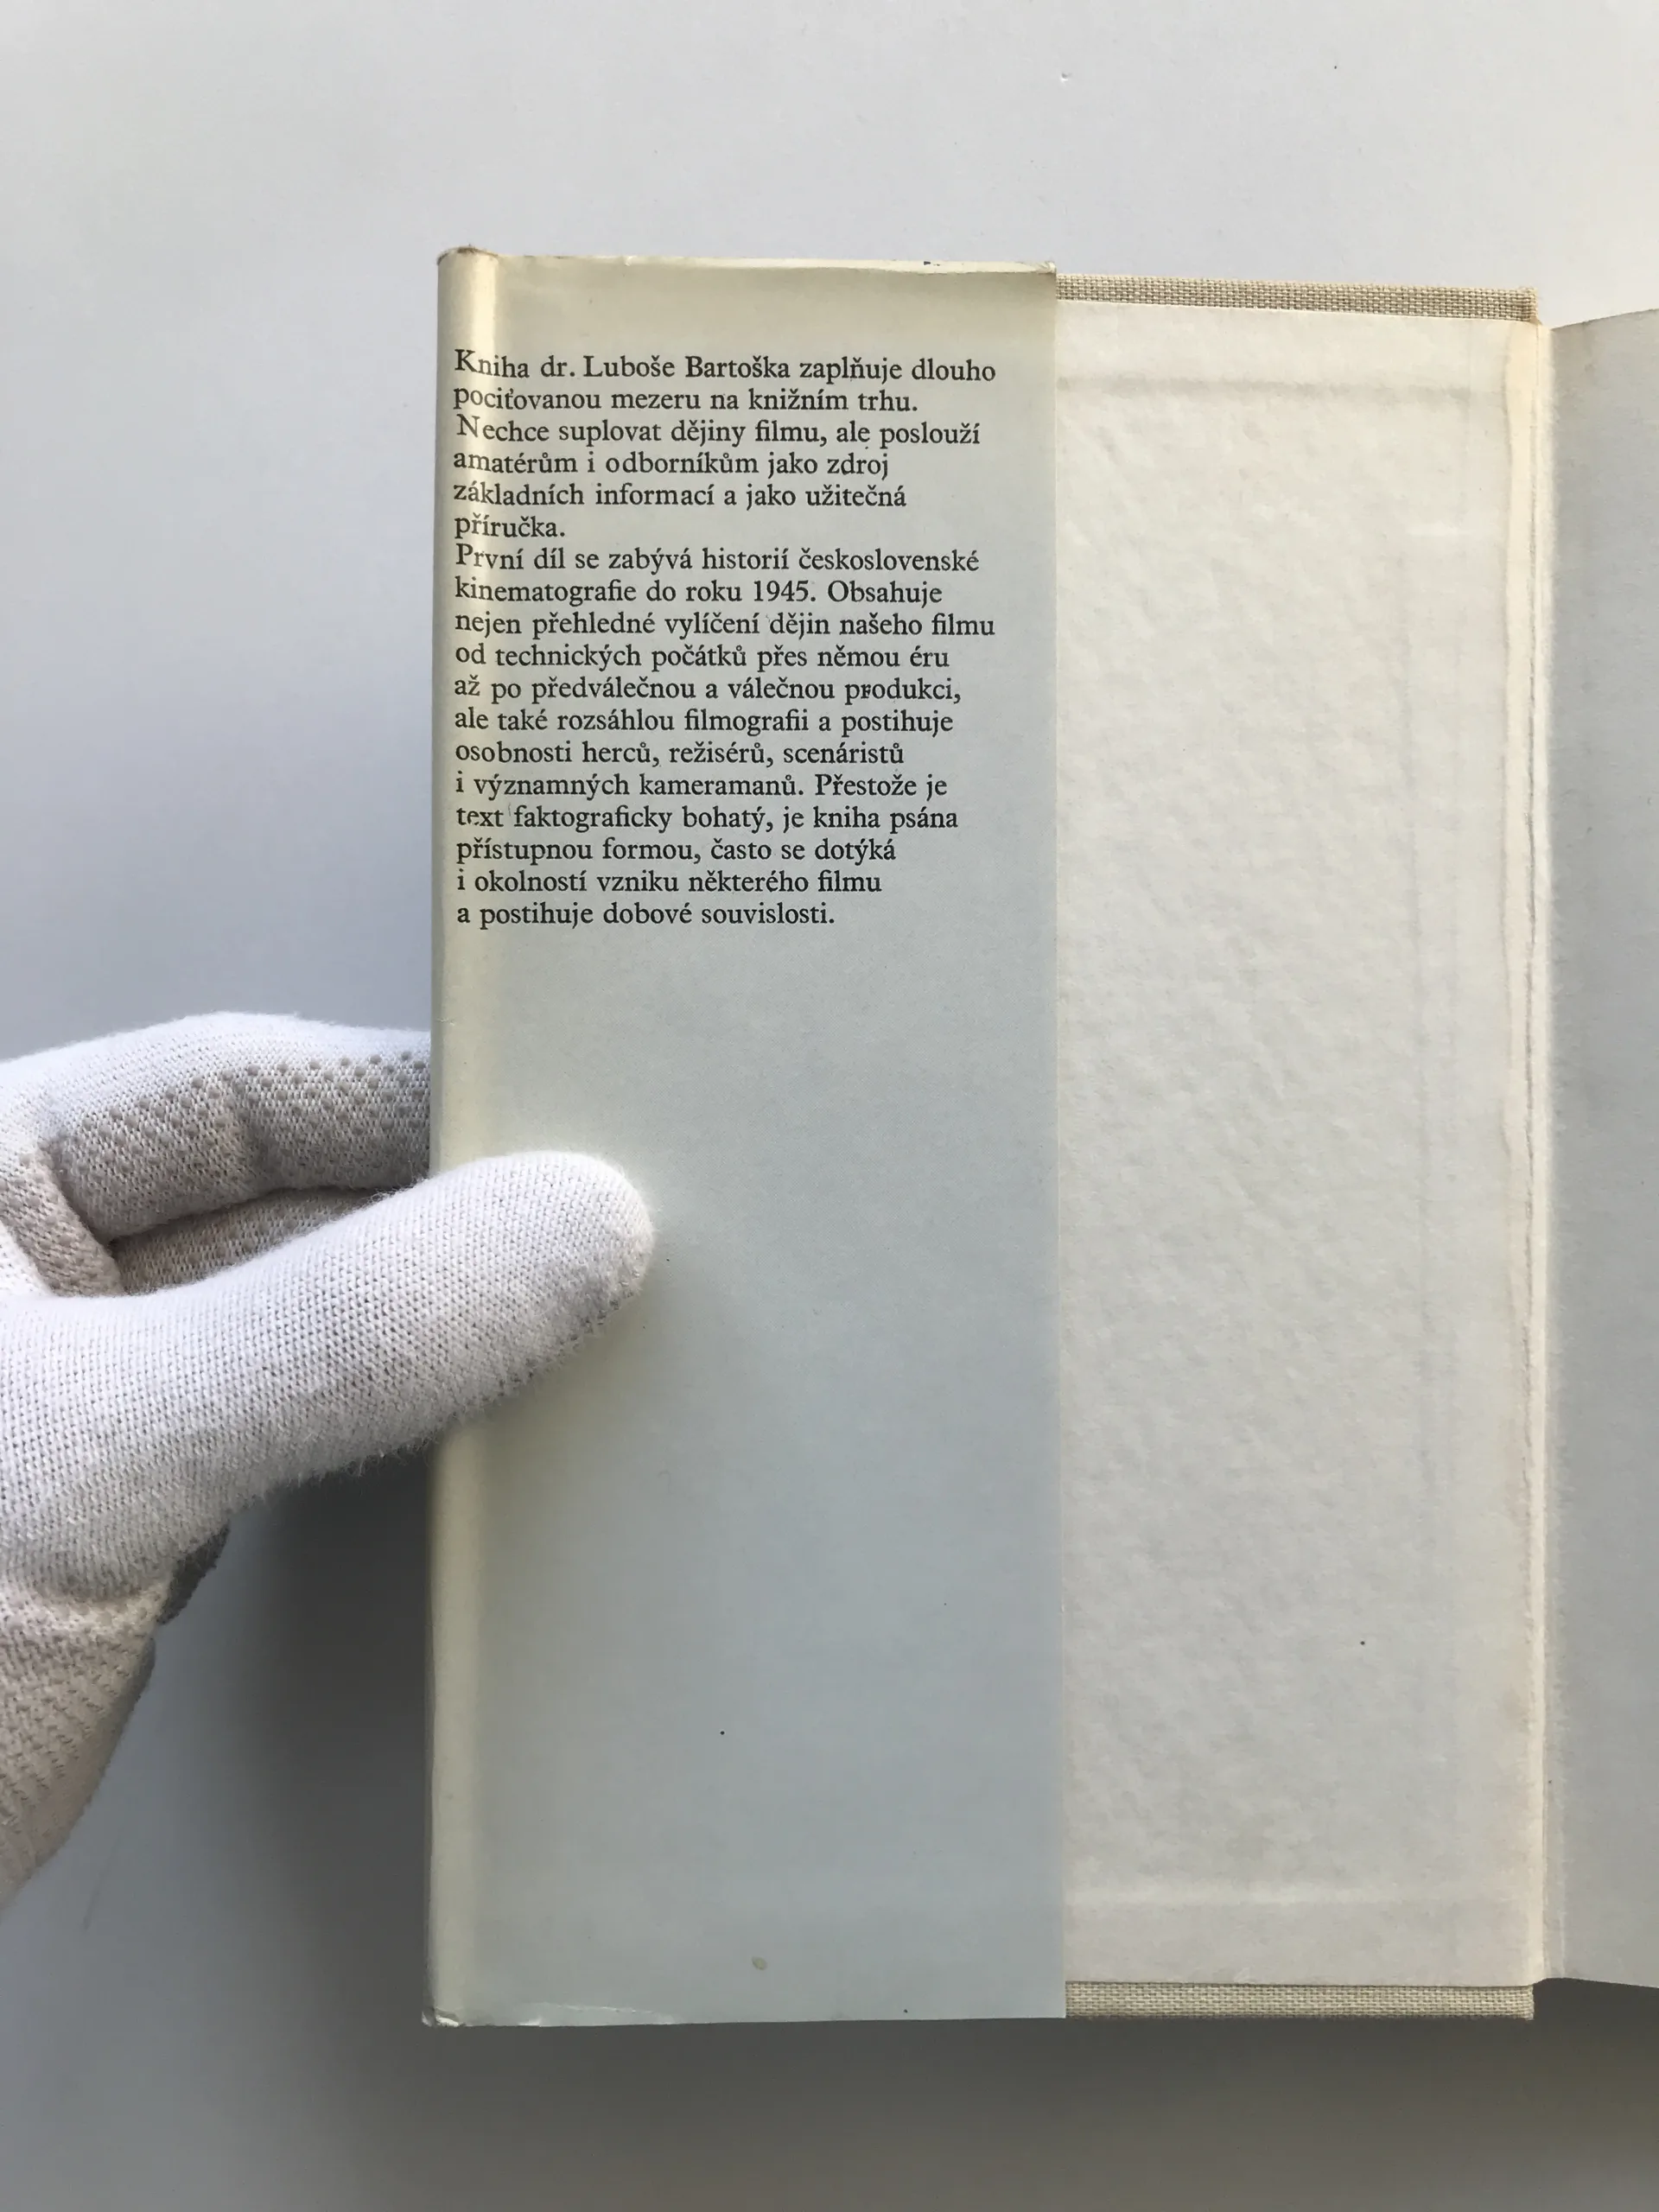 Kniha dr. Luboše Bartoška zaplňuje dlouho
pociťovanou mezeru na knižním trhu.
Nechce suplovat dějiny filmu, ale poslouží
amatérům i odborníkům jako zdroj
základních informací a jako užitečná
příručka.
První díl se zabývá historií československé
kinematografie do roku 1945. Obsahuje
nejen přehledné vylíčení dějin našeho filmu
od technických počátků přes němou éru
až po předválečnou a válečnou produkci,
ale také rozsáhlou filmografii a postihuje
osobnosti herců, režisérů, scenáristů
i významných kameramanů. Přestože je
text faktograficky bohatý, je kniha psána
přístupnou formou, často se dotýká
i okolností vzniku některého filmu
a postihuje dobové souvislosti.